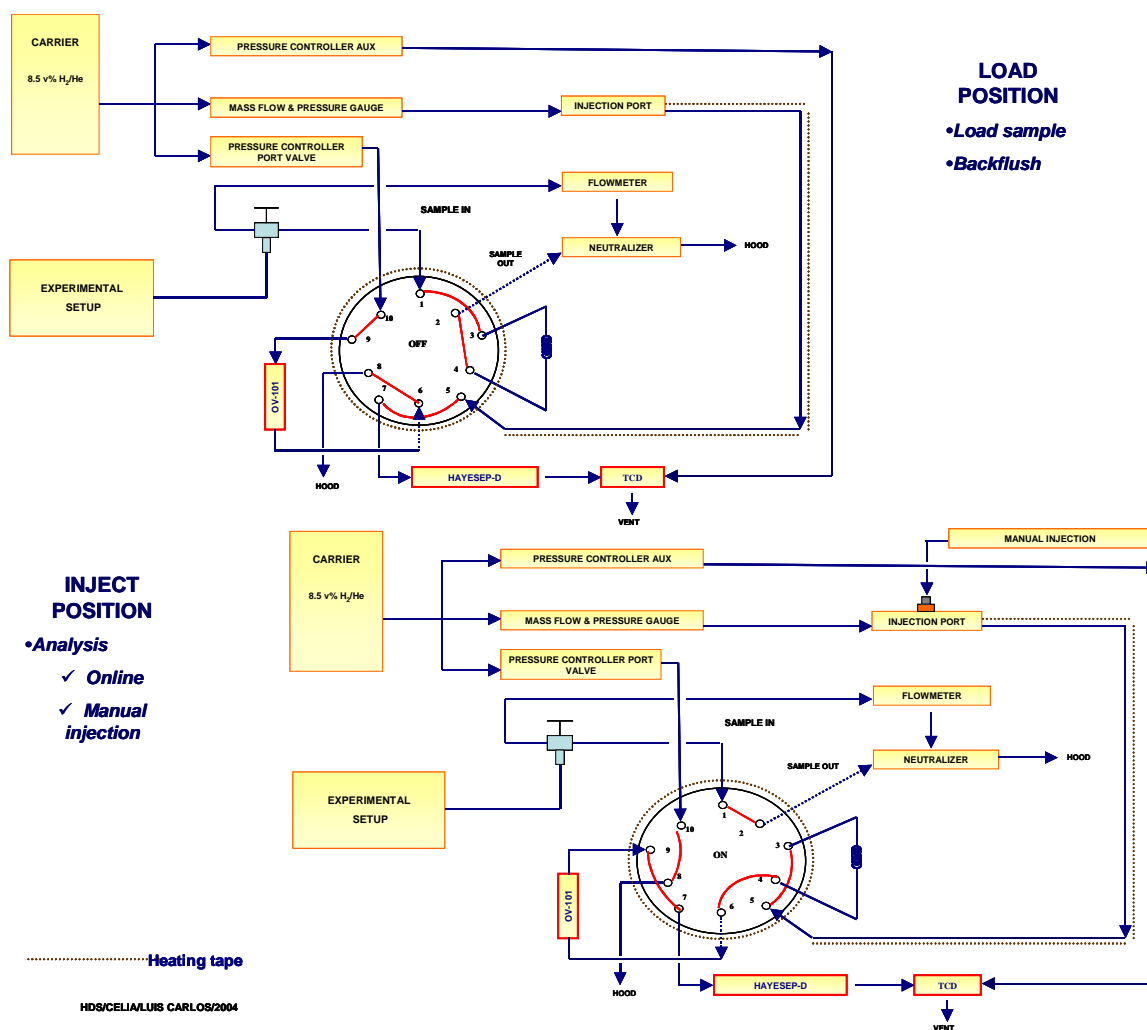 CARRIER
8.5 v% H₂/He
PRESSURE CONTROLLER AUX
MASS FLOW & PRESSURE GAUGE
INJECTION PORT
PRESSURE CONTROLLER
PORT VALVE
LOAD
POSITION
•Load sample
•Backflush
FLOWMETER
SAMPLE IN
NEUTRALIZER
HOOD
SAMPLE
OUT
EXPERIMENTAL
SETUP
1
2
3
4
5
6
7
8
9
10
OFF
OV-101
HOOD
HAYESEP-D
TCD
VENT
INJECT
POSITION
•Analysis
✓ Online
✓ Manual
injection
CARRIER
8.5 v% H₂/He
PRESSURE CONTROLLER AUX
MANUAL INJECTION
MASS FLOW & PRESSURE GAUGE
INJECTION PORT
PRESSURE CONTROLLER PORT
VALVE
FLOWMETER
SAMPLE IN
NEUTRALIZER
HOOD
SAMPLE OUT
EXPERIMENTAL
SETUP
1
2
3
4
5
6
7
8
9
10
ON
OV-101
HOOD
HAYESEP-D
TCD
VENT
Heating tape
HDS/CELIA/LUIS CARLOS/2004